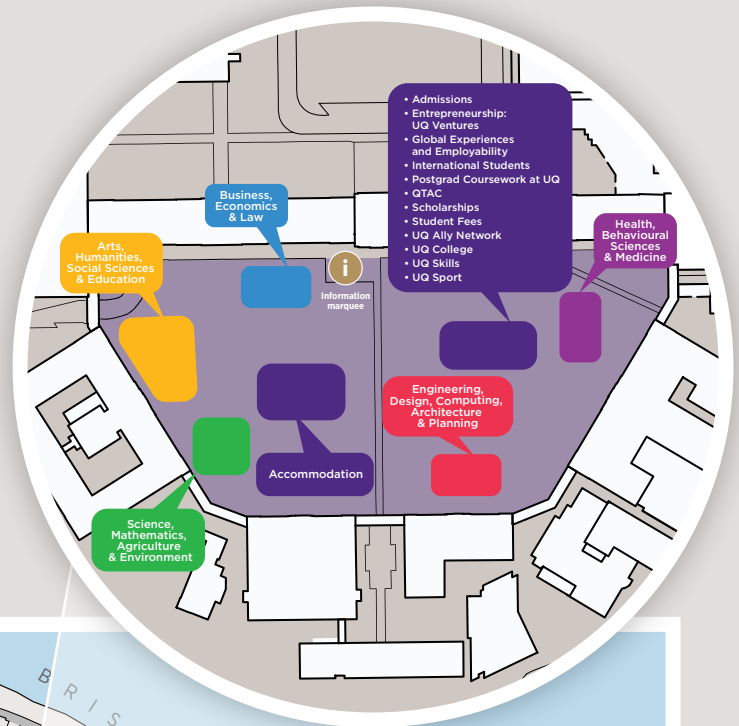 • Admissions
• Entrepreneurship:
UQ Ventures
• Global Experiences
and Employability
• International Students
• Postgrad Coursework at UQ
• QTAC
• Scholarships
• Student Fees
• UQ Ally Network
• UQ College
• UQ Skills
• UQ Sport
Business,
Economics
& Law
Health,
Behavioural
Sciences
& Medicine
Arts,
Humanities,
Social Sciences
& Education
i
Information
marquee
Engineering,
Design, Computing,
Architecture
& Planning
Accommodation
Science,
Mathematics,
Agriculture
& Environment
BRIS